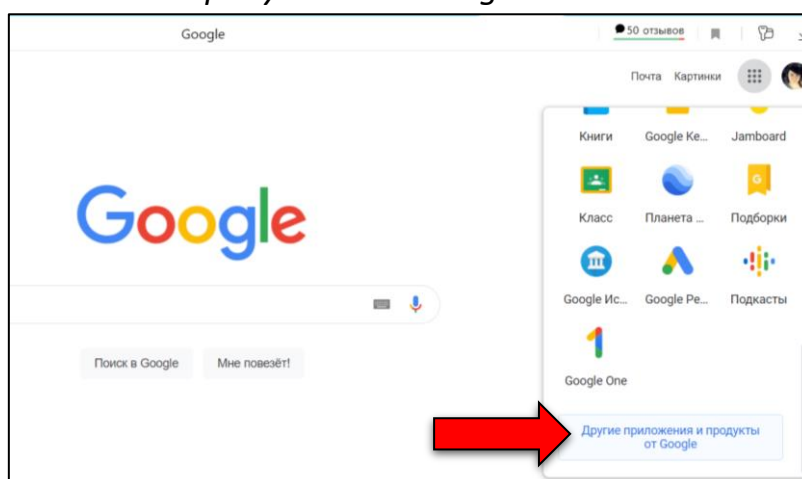 Google
50 отзывов
Почта Картинки
Книги Google Ke... Jamboard
Google
Класс Планета ... Подборки
Google Ис... Google Ре... Подкасты
Поиск в Google Мне повезёт!
Google One
Другие приложения и продукты
от Google